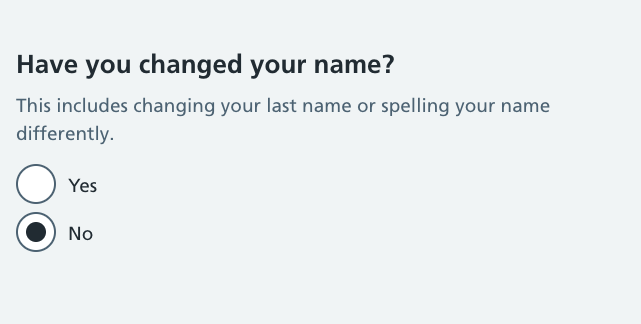 Have you changed your name?
This includes changing your last name or spelling your name
differently.
Yes
No